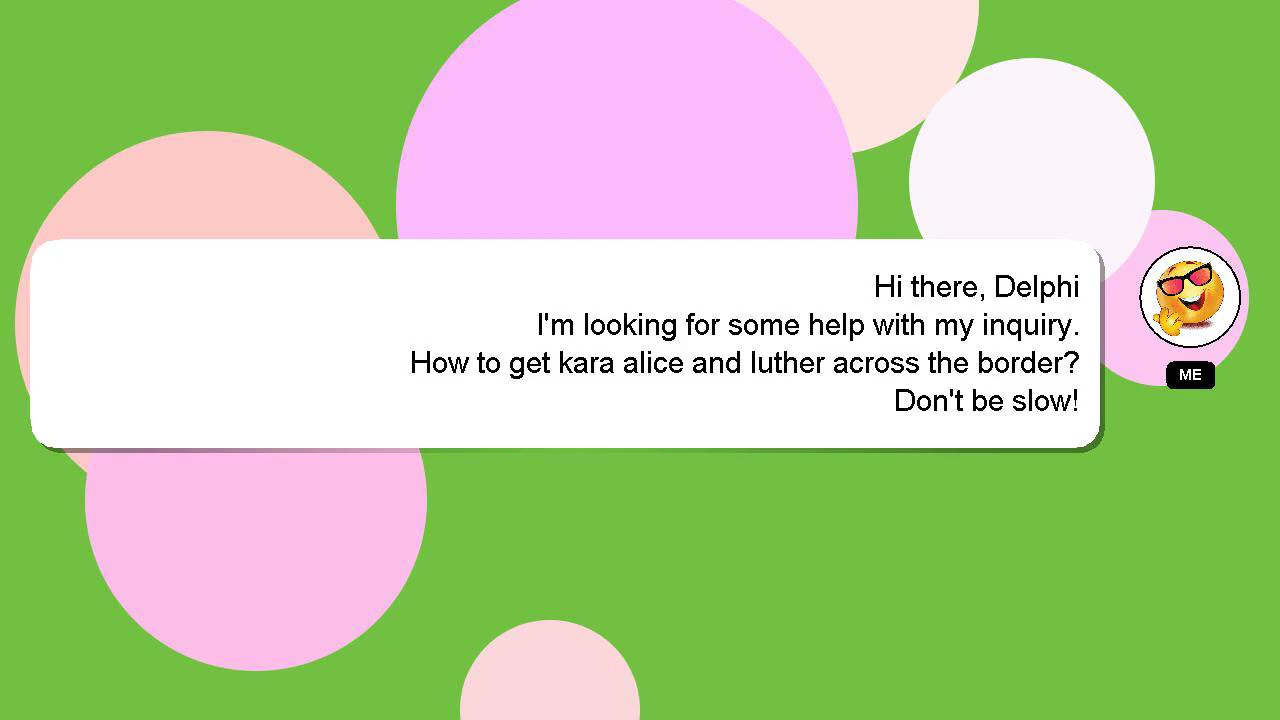 Hi there, Delphi
I'm looking for some help with my inquiry.
How to get kara alice and luther across the border?
Don't be slow!
ME